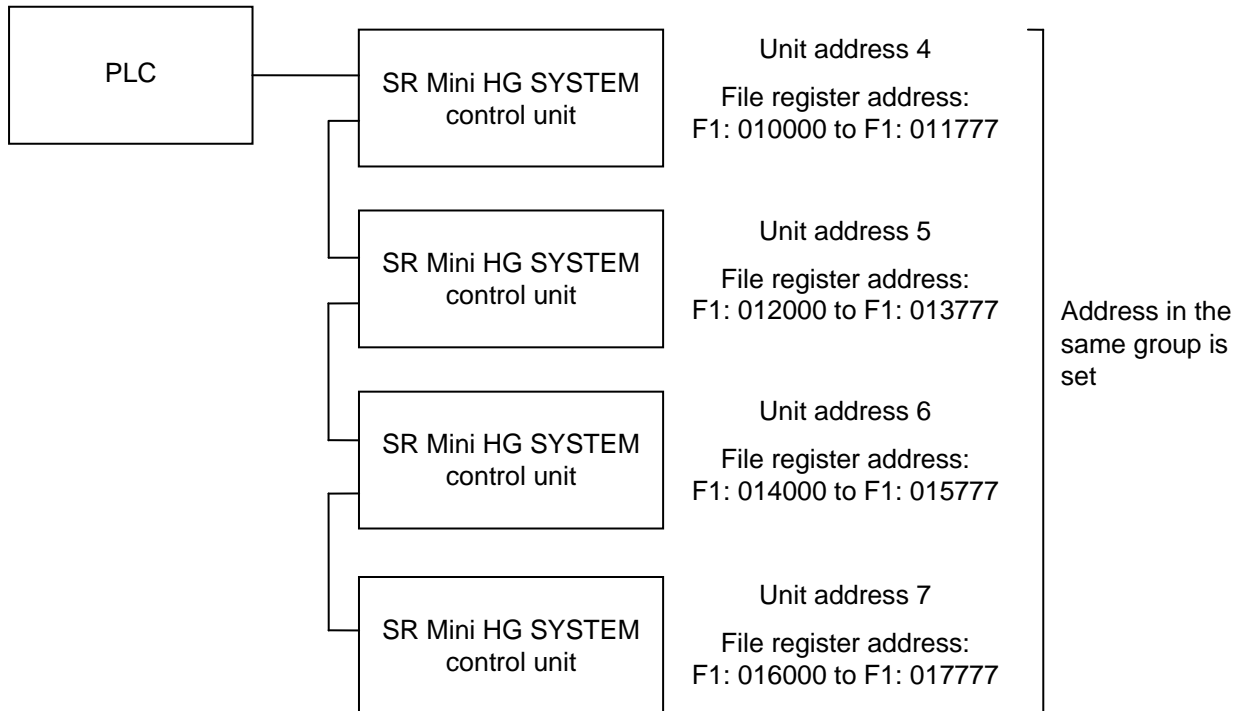 PLC
SR Mini HG SYSTEM
control unit
Unit address 4
File register address:
F1: 010000 to F1: 011777
SR Mini HG SYSTEM
control unit
Unit address 5
File register address:
F1: 012000 to F1: 013777
Address in the
same group is
set
SR Mini HG SYSTEM
control unit
Unit address 6
File register address:
F1: 014000 to F1: 015777
SR Mini HG SYSTEM
control unit
Unit address 7
File register address:
F1: 016000 to F1: 017777